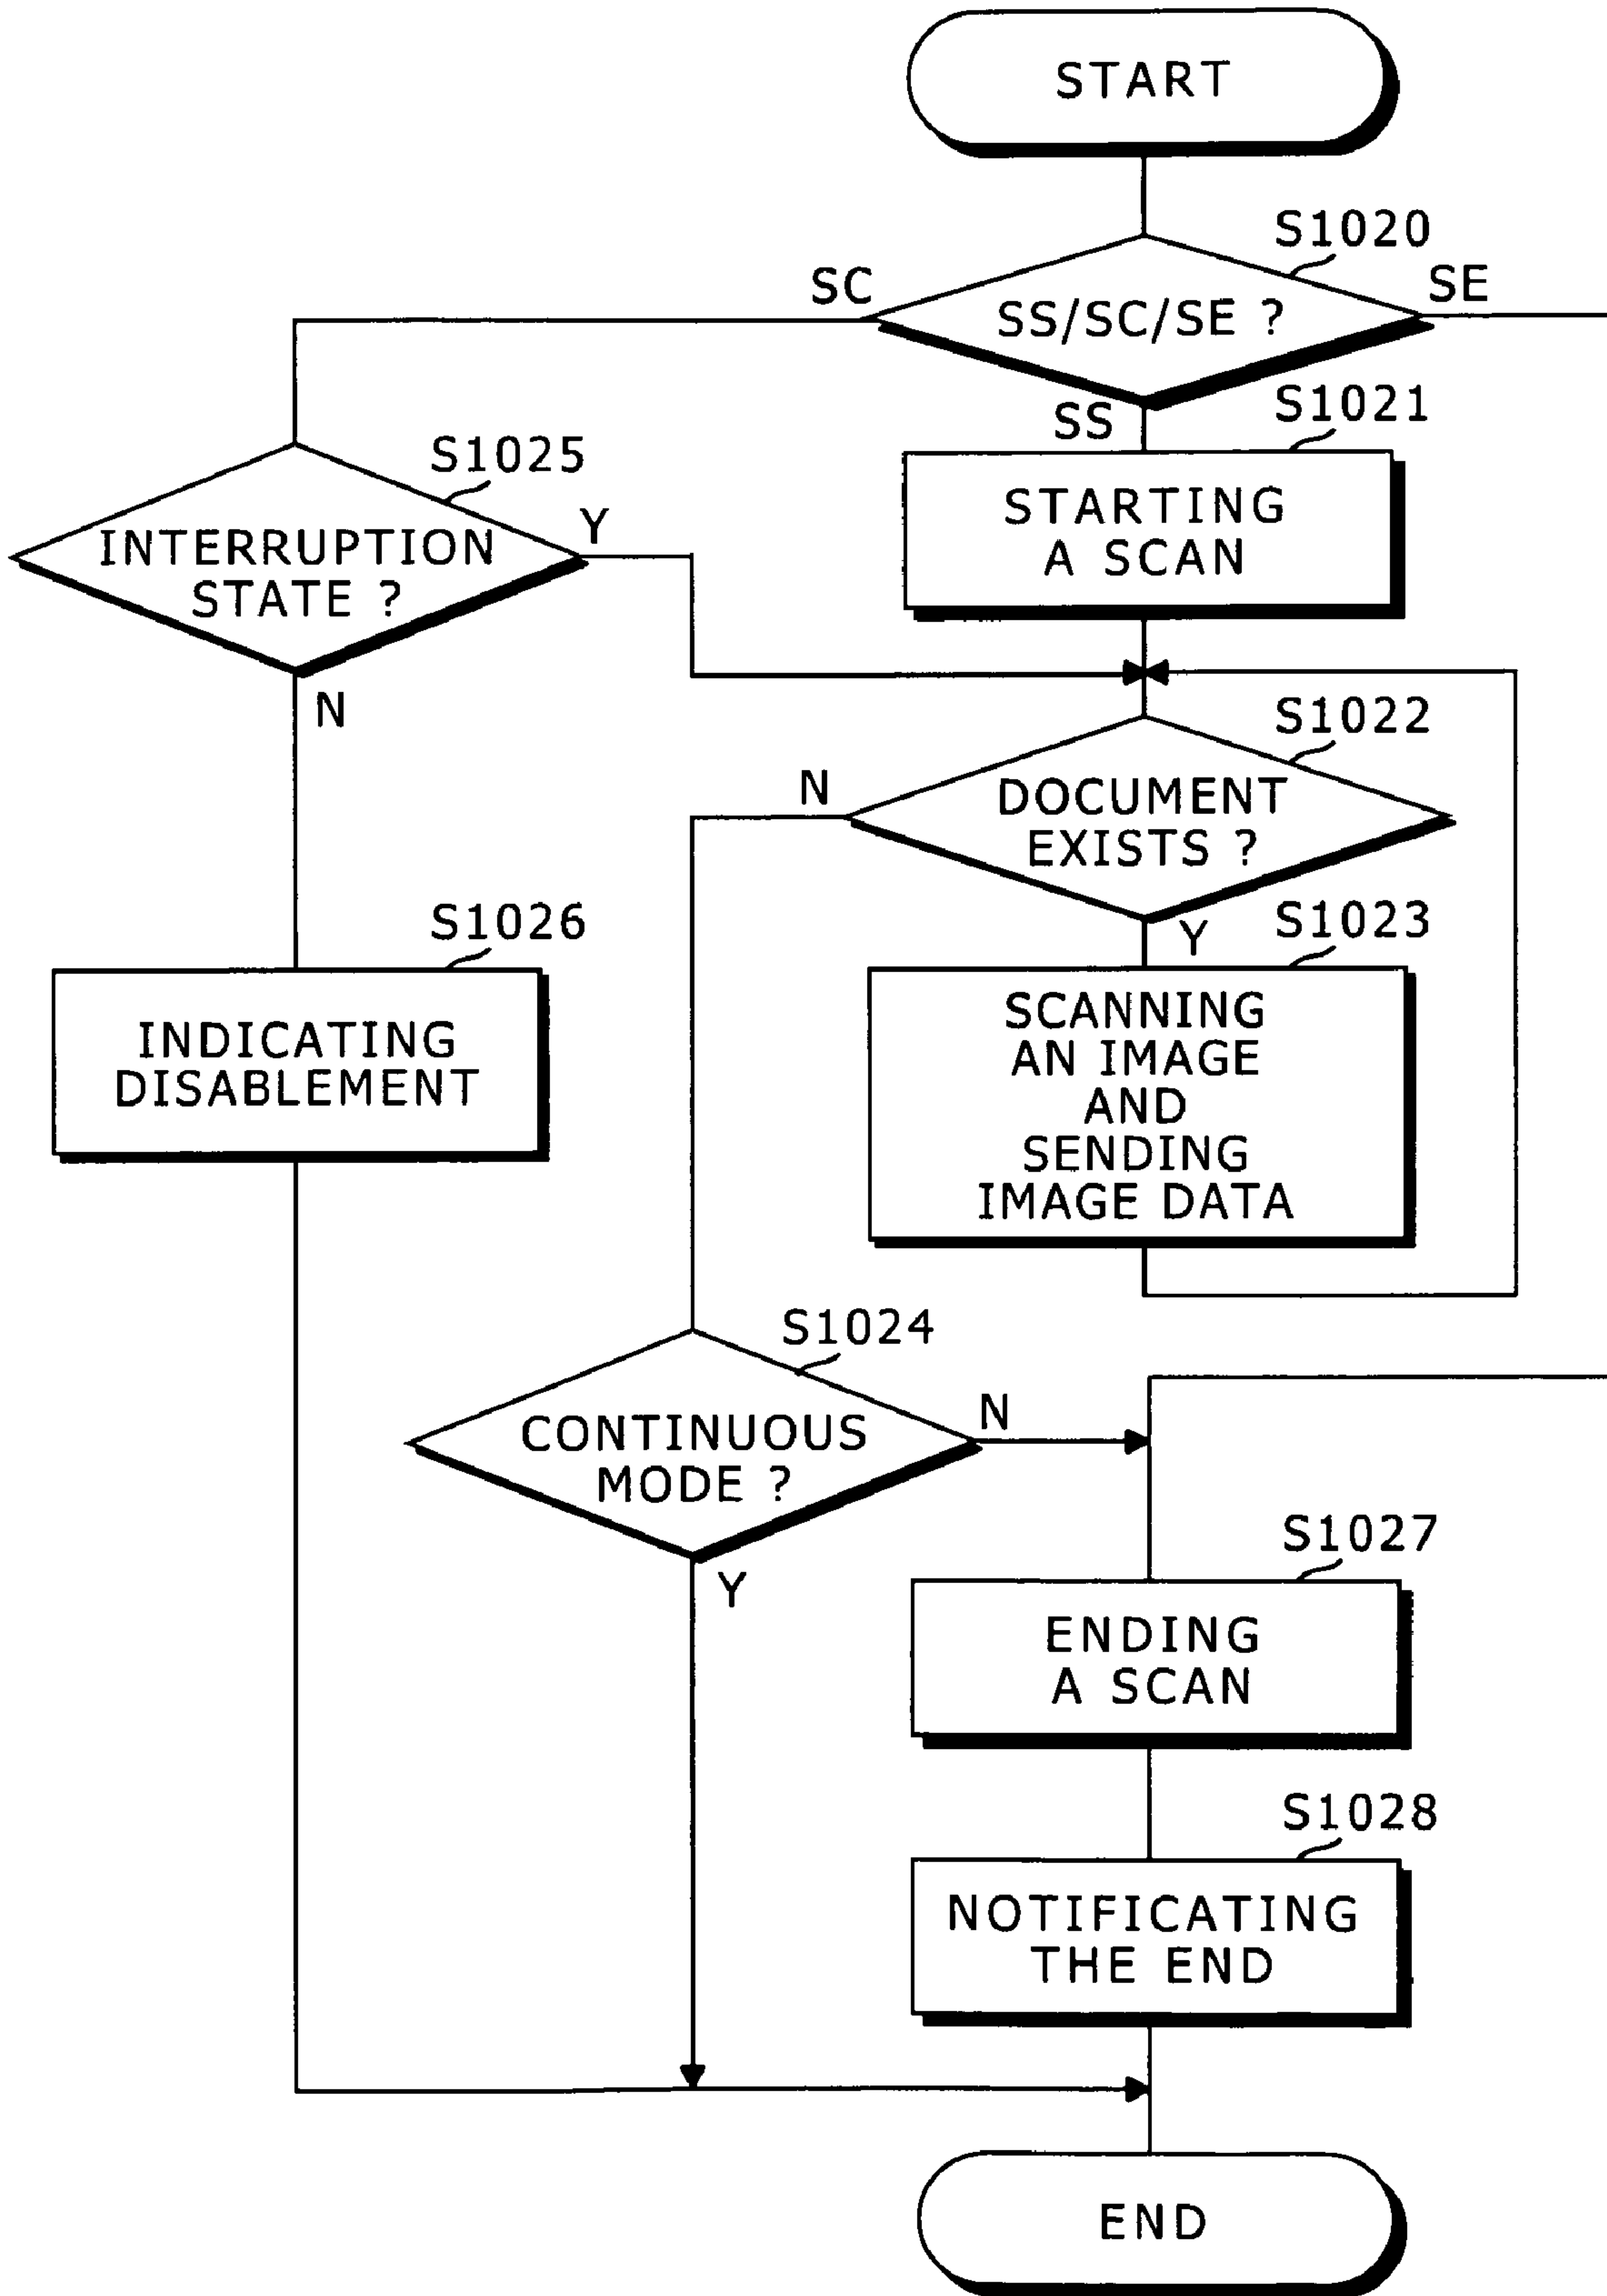 START
S1020
SC
SE
SS/SC/SE ?
SS
S1021
STARTING
A SCAN
S1025
INTERRUPTION
STATE ?
Y
N
S1022
DOCUMENT
EXISTS ?
N
Y
S1023
SCANNING
AN IMAGE
AND
SENDING
IMAGE DATA
S1026
INDICATING
DISABLEMENT
S1024
CONTINUOUS
MODE ?
N
Y
S1027
ENDING
A SCAN
S1028
NOTIFICATING
THE END
END